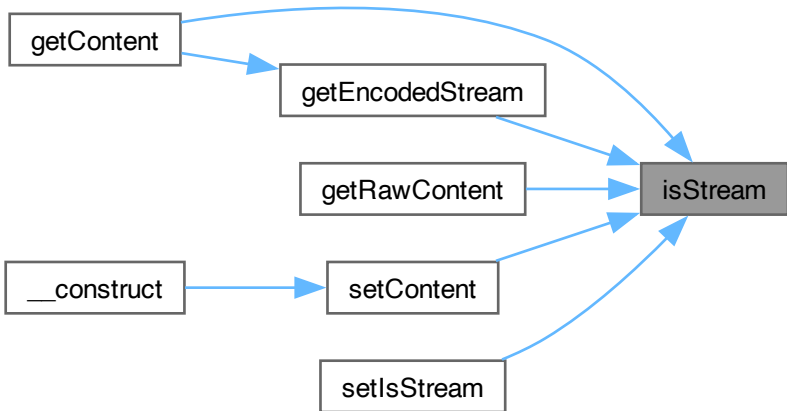 getContent
getEncodedStream
getRawContent
isStream
__construct
setContent
setIsStream